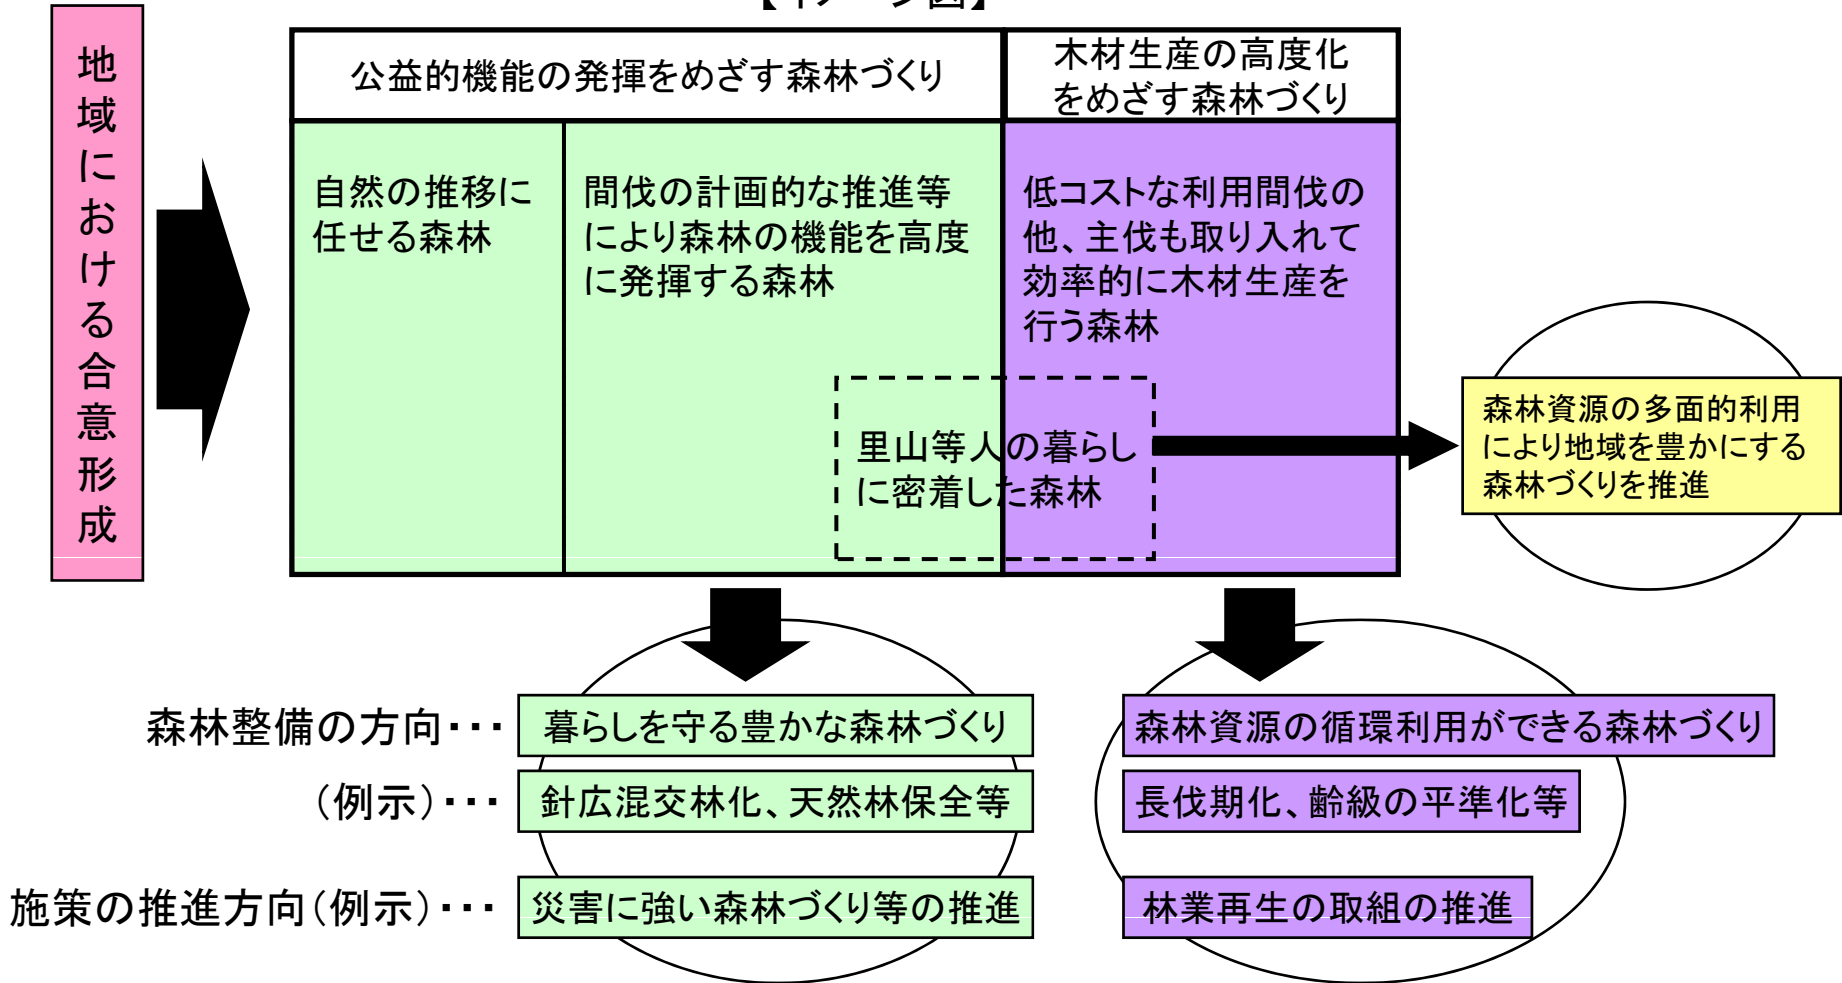 地域における合意形成
公益的機能の発揮をめざす森林づくり
木材生産の高度化
をめざす森林づくり
自然の推移に
任せる森林
間伐の計画的な推進等
により森林の機能を高度
に発揮する森林
低コストな利用間伐の
他、主伐も取り入れて
効率的に木材生産を
行う森林
里山等人の暮らし
に密着した森林
森林資源の多面的利用
により地域を豊かにする
森林づくりを推進
森林整備の方向・・・
暮らしを守る豊かな森林づくり
森林資源の循環利用ができる森林づくり
（例示）・・・
針広混交林化、天然林保全等
長伐期化、齢級の平準化等
施策の推進方向（例示）・・・
災害に強い森林づくり等の推進
林業再生の取組の推進